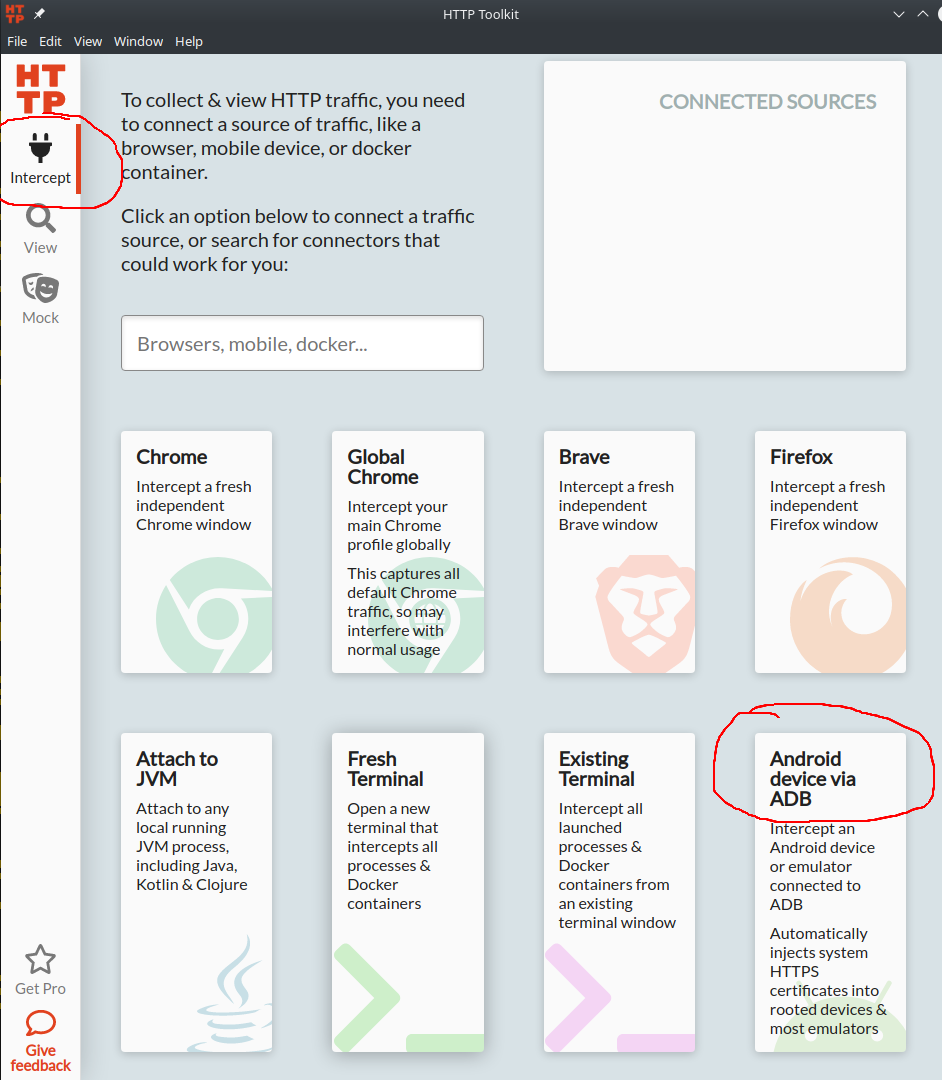 HT
TP
HTTP Toolkit
File Edit View Window Help
HT
TP
Intercept
View
Mock
Get Pro
Give
feedback
To collect & view HTTP traffic, you need
to connect a source of traffic, like a
browser, mobile device, or docker
container.
Click an option below to connect a traffic
source, or search for connectors that
could work for you:
Browsers, mobile, docker...
CONNECTED SOURCES
Chrome
Intercept a fresh
independent
Chrome window
Global
Chrome
Intercept your
main Chrome
profile globally
This captures all
default Chrome
traffic, so may
interfere with
normal usage
Brave
Intercept a fresh
independent
Brave window
Firefox
Intercept a fresh
independent
Firefox window
Attach to
JVM
Attach to any
local running
JVM process,
including Java,
Kotlin & Clojure
Fresh
Terminal
Open a new
terminal that
intercepts all
processes &
Docker
containers
Existing
Terminal
Intercept all
launched
processes &
Docker
containers from
an existing
terminal window
Android
device via
ADB
Intercept an
Android device
or emulator
connected to
ADB
Automatically
injects system
HTTPS
certificates into
rooted devices &
most emulators